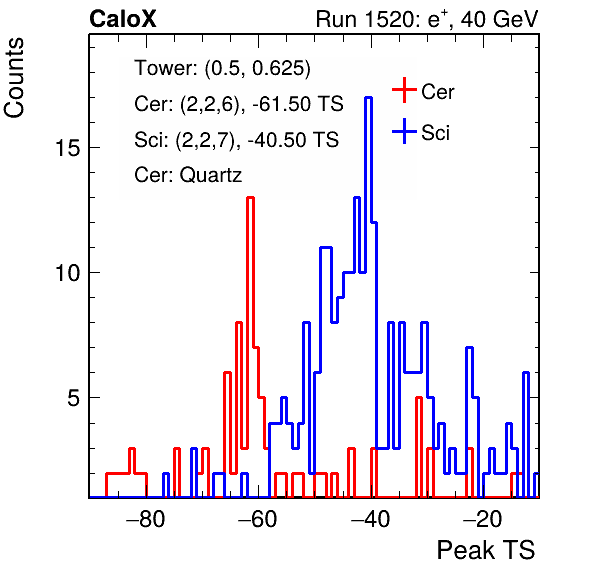 CaloX Run 1520: e⁺, 40 GeV
Counts
Tower: (0.5, 0.625)
Cer: (2,2,6), -61.50 TS
Sci: (2,2,7), -40.50 TS
Cer: Quartz
Cer
Sci
15
10
5
−80 −60 −40 −20
Peak TS